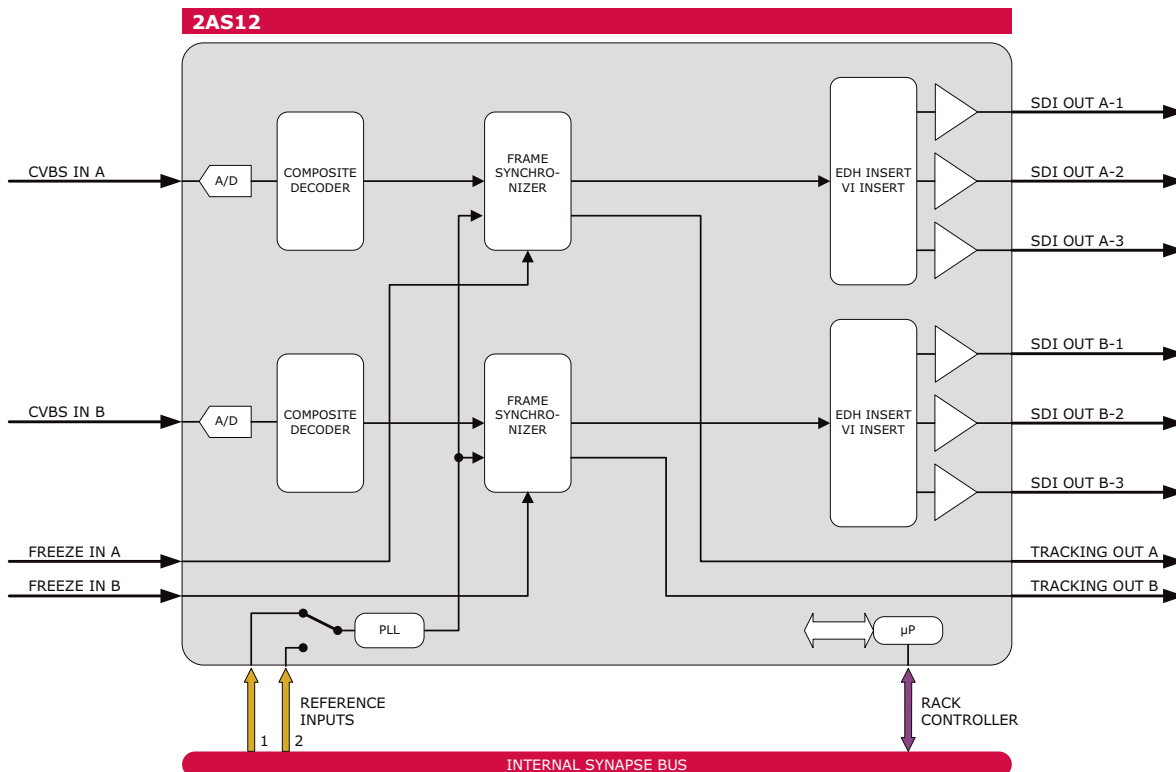 2AS12
SDI OUT A-1
CVBS IN A
A/D
COMPOSITE
DECODER
FRAME
SYNCHRO-
NIZER
EDH INSERT
VI INSERT
SDI OUT A-2
SDI OUT A-3
SDI OUT B-1
CVBS IN B
A/D
COMPOSITE
DECODER
FRAME
SYNCHRO-
NIZER
EDH INSERT
VI INSERT
SDI OUT B-2
SDI OUT B-3
FREEZE IN A
TRACKING OUT A
FREEZE IN B
TRACKING OUT B
PLL
µP
REFERENCE
INPUTS
1 2
RACK
CONTROLLER
INTERNAL SYNAPSE BUS